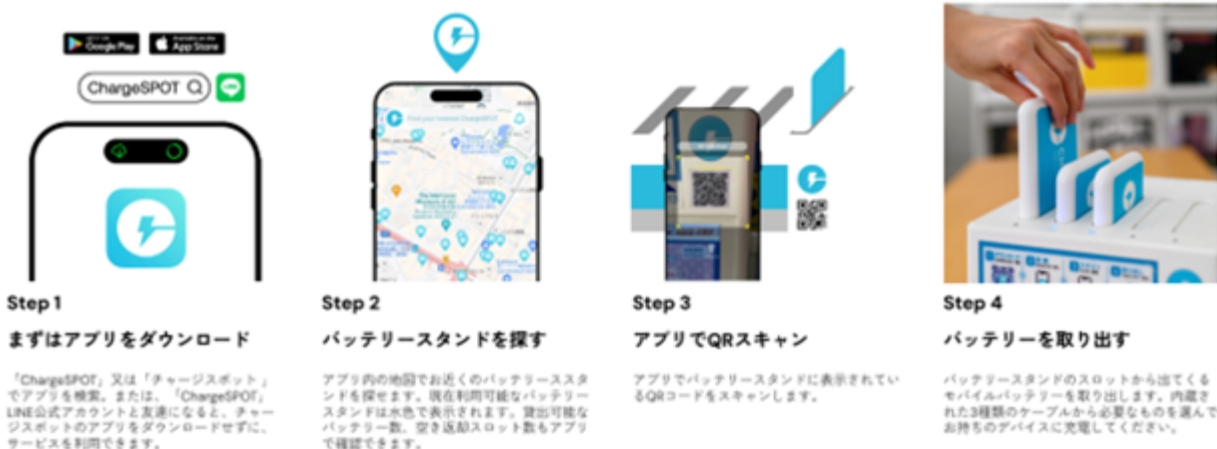 Google Play
App Store
ChargeSPOT
LINE
Find your nearest ChargeSPOT
Step 1
まずはアプリをダウンロード
「ChargeSPOT」又は「チャージスポット」
でアプリを検索。または、「ChargeSPOT」
LINE公式アカウントと友達になると、チャー
ジスポットのアプリをダウンロードせずに、
サービスを利用できます。
Step 2
バッテリースタンドを探す
アプリ内の地図でお近くのバッテリースス
ンドを探せます。現在利用可能なバッテリー
スタンドは水色で表示されます。貸出可能な
バッテリー数、空き返却スロット数もアプリ
で確認できます。
Step 3
アプリでQRスキャン
アプリでバッテリースタンドに表示されてい
るQRコードをスキャンします。
Step 4
バッテリーを取り出す
バッテリースタンドのスロットから出てくる
モバイルバッテリーを取り出します。内蔵さ
れた3種類のケーブルから必要なものを選んで
お持ちのデバイスに充電してください。